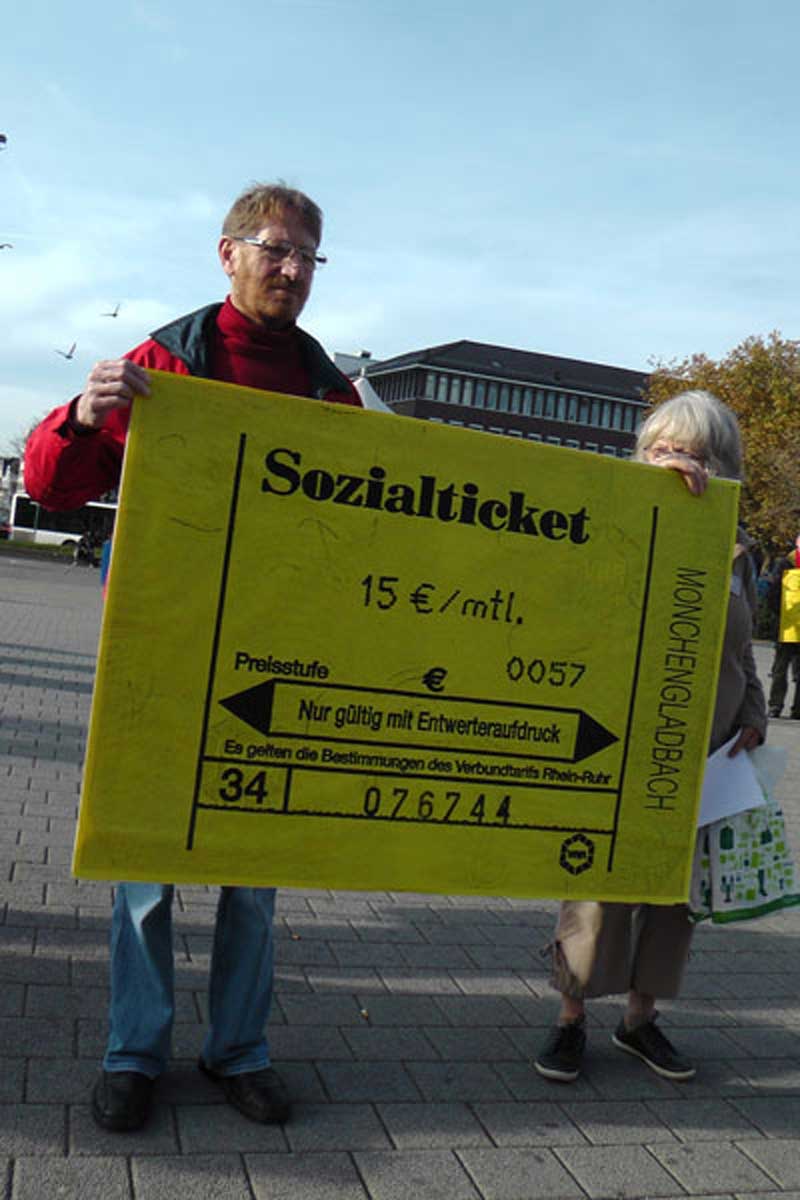 Sozialticket
15 €/mtl.
Preisstufe € 0057
Nur gültig mit Entwerteraufdruck
Es gelten die Bestimmungen des Verbundtarifs Rhein-Ruhr
34 076744
VRR
MÖNCHENGLADBACH